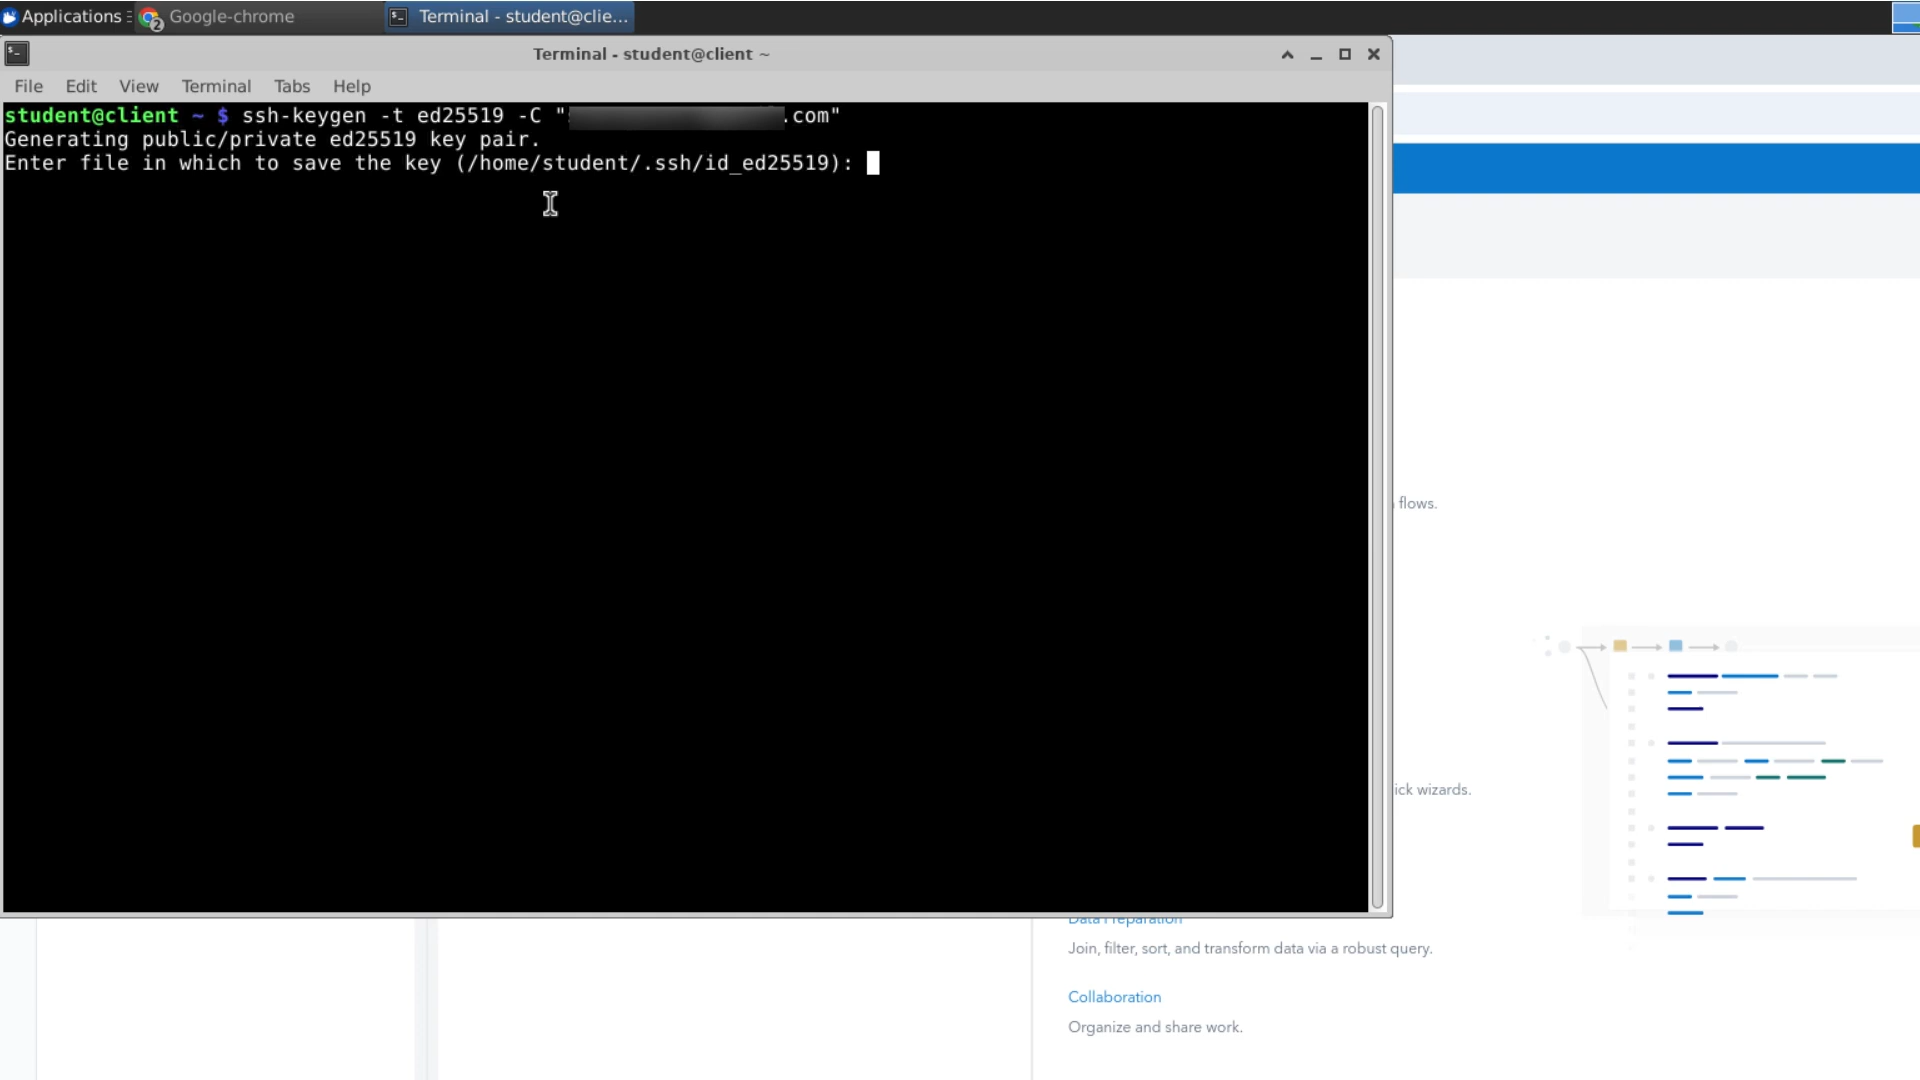 Applications
Google-chrome
Terminal - student@clie...
Terminal - student@client ~
File Edit View Terminal Tabs Help
student@client ~ $ ssh-keygen -t ed25519 -C " .com"
Generating public/private ed25519 key pair.
Enter file in which to save the key (/home/student/.ssh/id_ed25519):
flows.
wizards.
Data Preparation
Join, filter, sort, and transform data via a robust query.
Collaboration
Organize and share work.